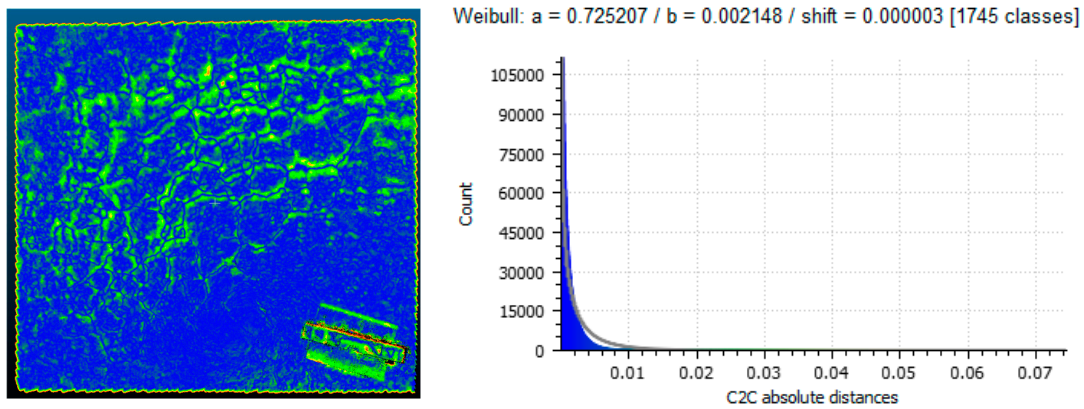 Weibull: a = 0.725207 / b = 0.002148 / shift = 0.000003 [1745 classes]
105000
90000
75000
60000
45000
30000
15000
0
Count
0.01 0.02 0.03 0.04 0.05 0.06 0.07
C2C absolute distances